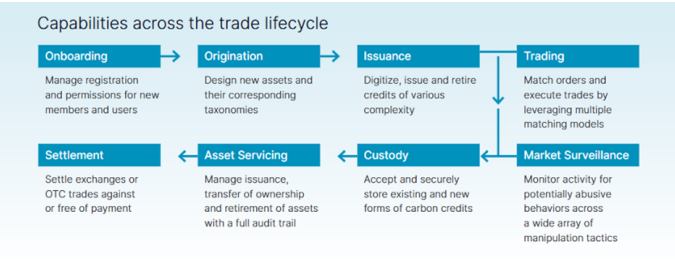 Capabilities across the trade lifecycle
Onboarding
Manage registration
and permissions for new
members and users
Origination
Design new assets and
their corresponding
taxonomies
Issuance
Digitize, issue and retire
credits of various
complexity
Trading
Match orders and
execute trades by
leveraging multiple
matching models
Settlement
Settle exchanges or
OTC trades against
or free of payment
Asset Servicing
Manage issuance,
transfer of ownership
and retirement of assets
with a full audit trail
Custody
Accept and securely
store existing and new
forms of carbon credits
Market Surveillance
Monitor activity for
potentially abusive
behaviors across
a wide array of
manipulation tactics